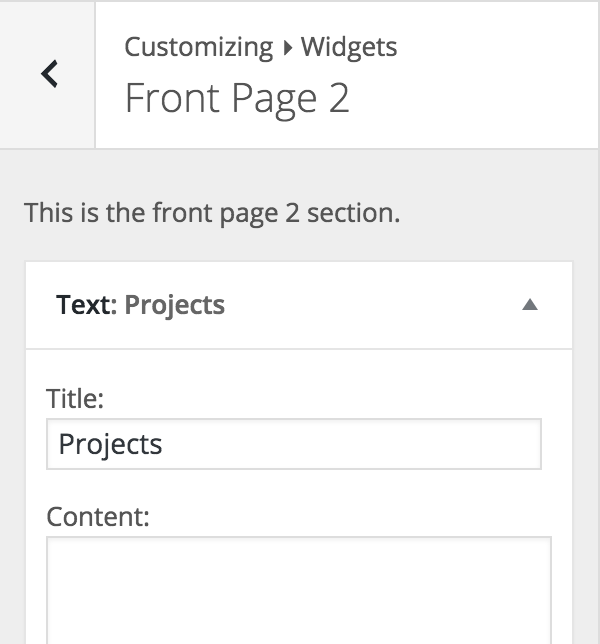 Customizing ▸ Widgets
Front Page 2
This is the front page 2 section.
Text: Projects
Title:
Projects
Content: